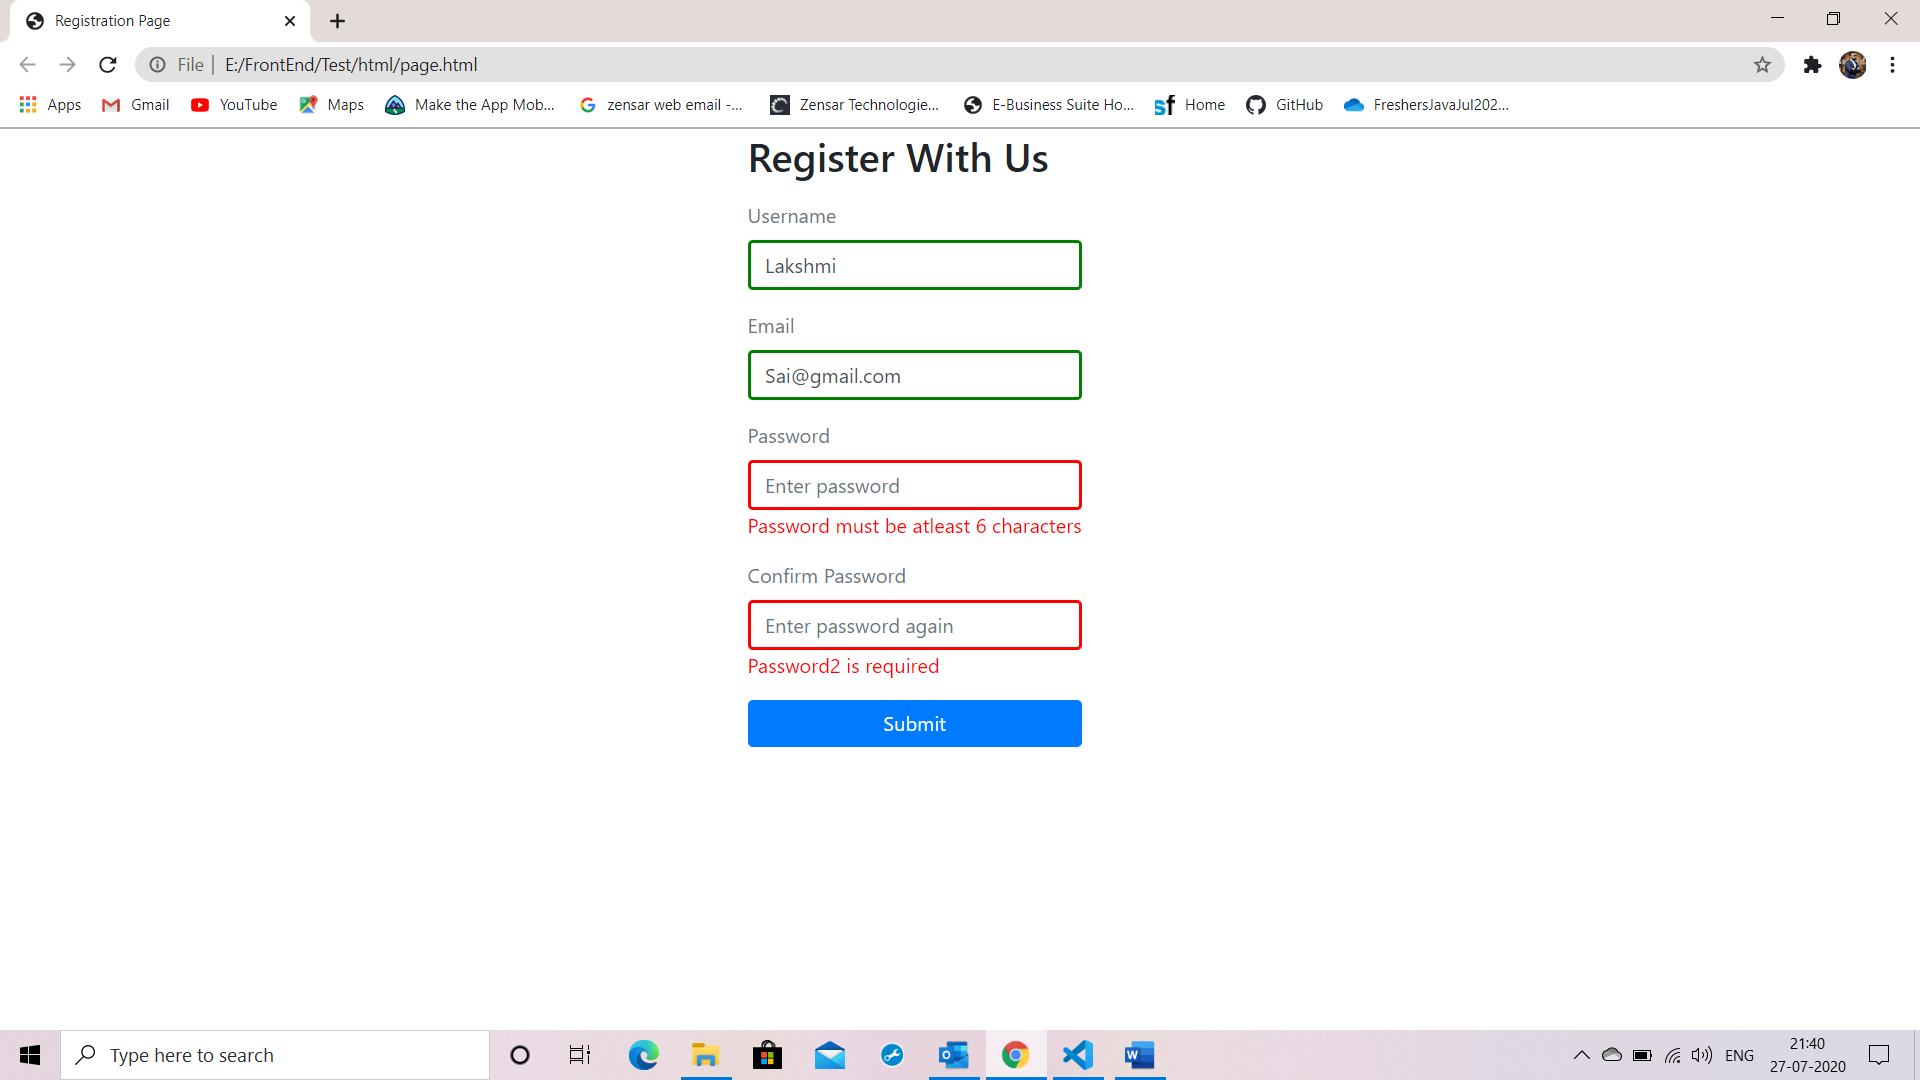 Registration Page
File | E:/FrontEnd/Test/html/page.html
Apps Gmail YouTube Maps Make the App Mob... zensar web email -... Zensar Technologie... E-Business Suite Ho... Home GitHub FreshersJavaJul202...
Register With Us
Username
Lakshmi
Email
Sai@gmail.com
Password
Enter password
Password must be atleast 6 characters
Confirm Password
Enter password again
Password2 is required
Submit
Type here to search
ENG
21:40
27-07-2020